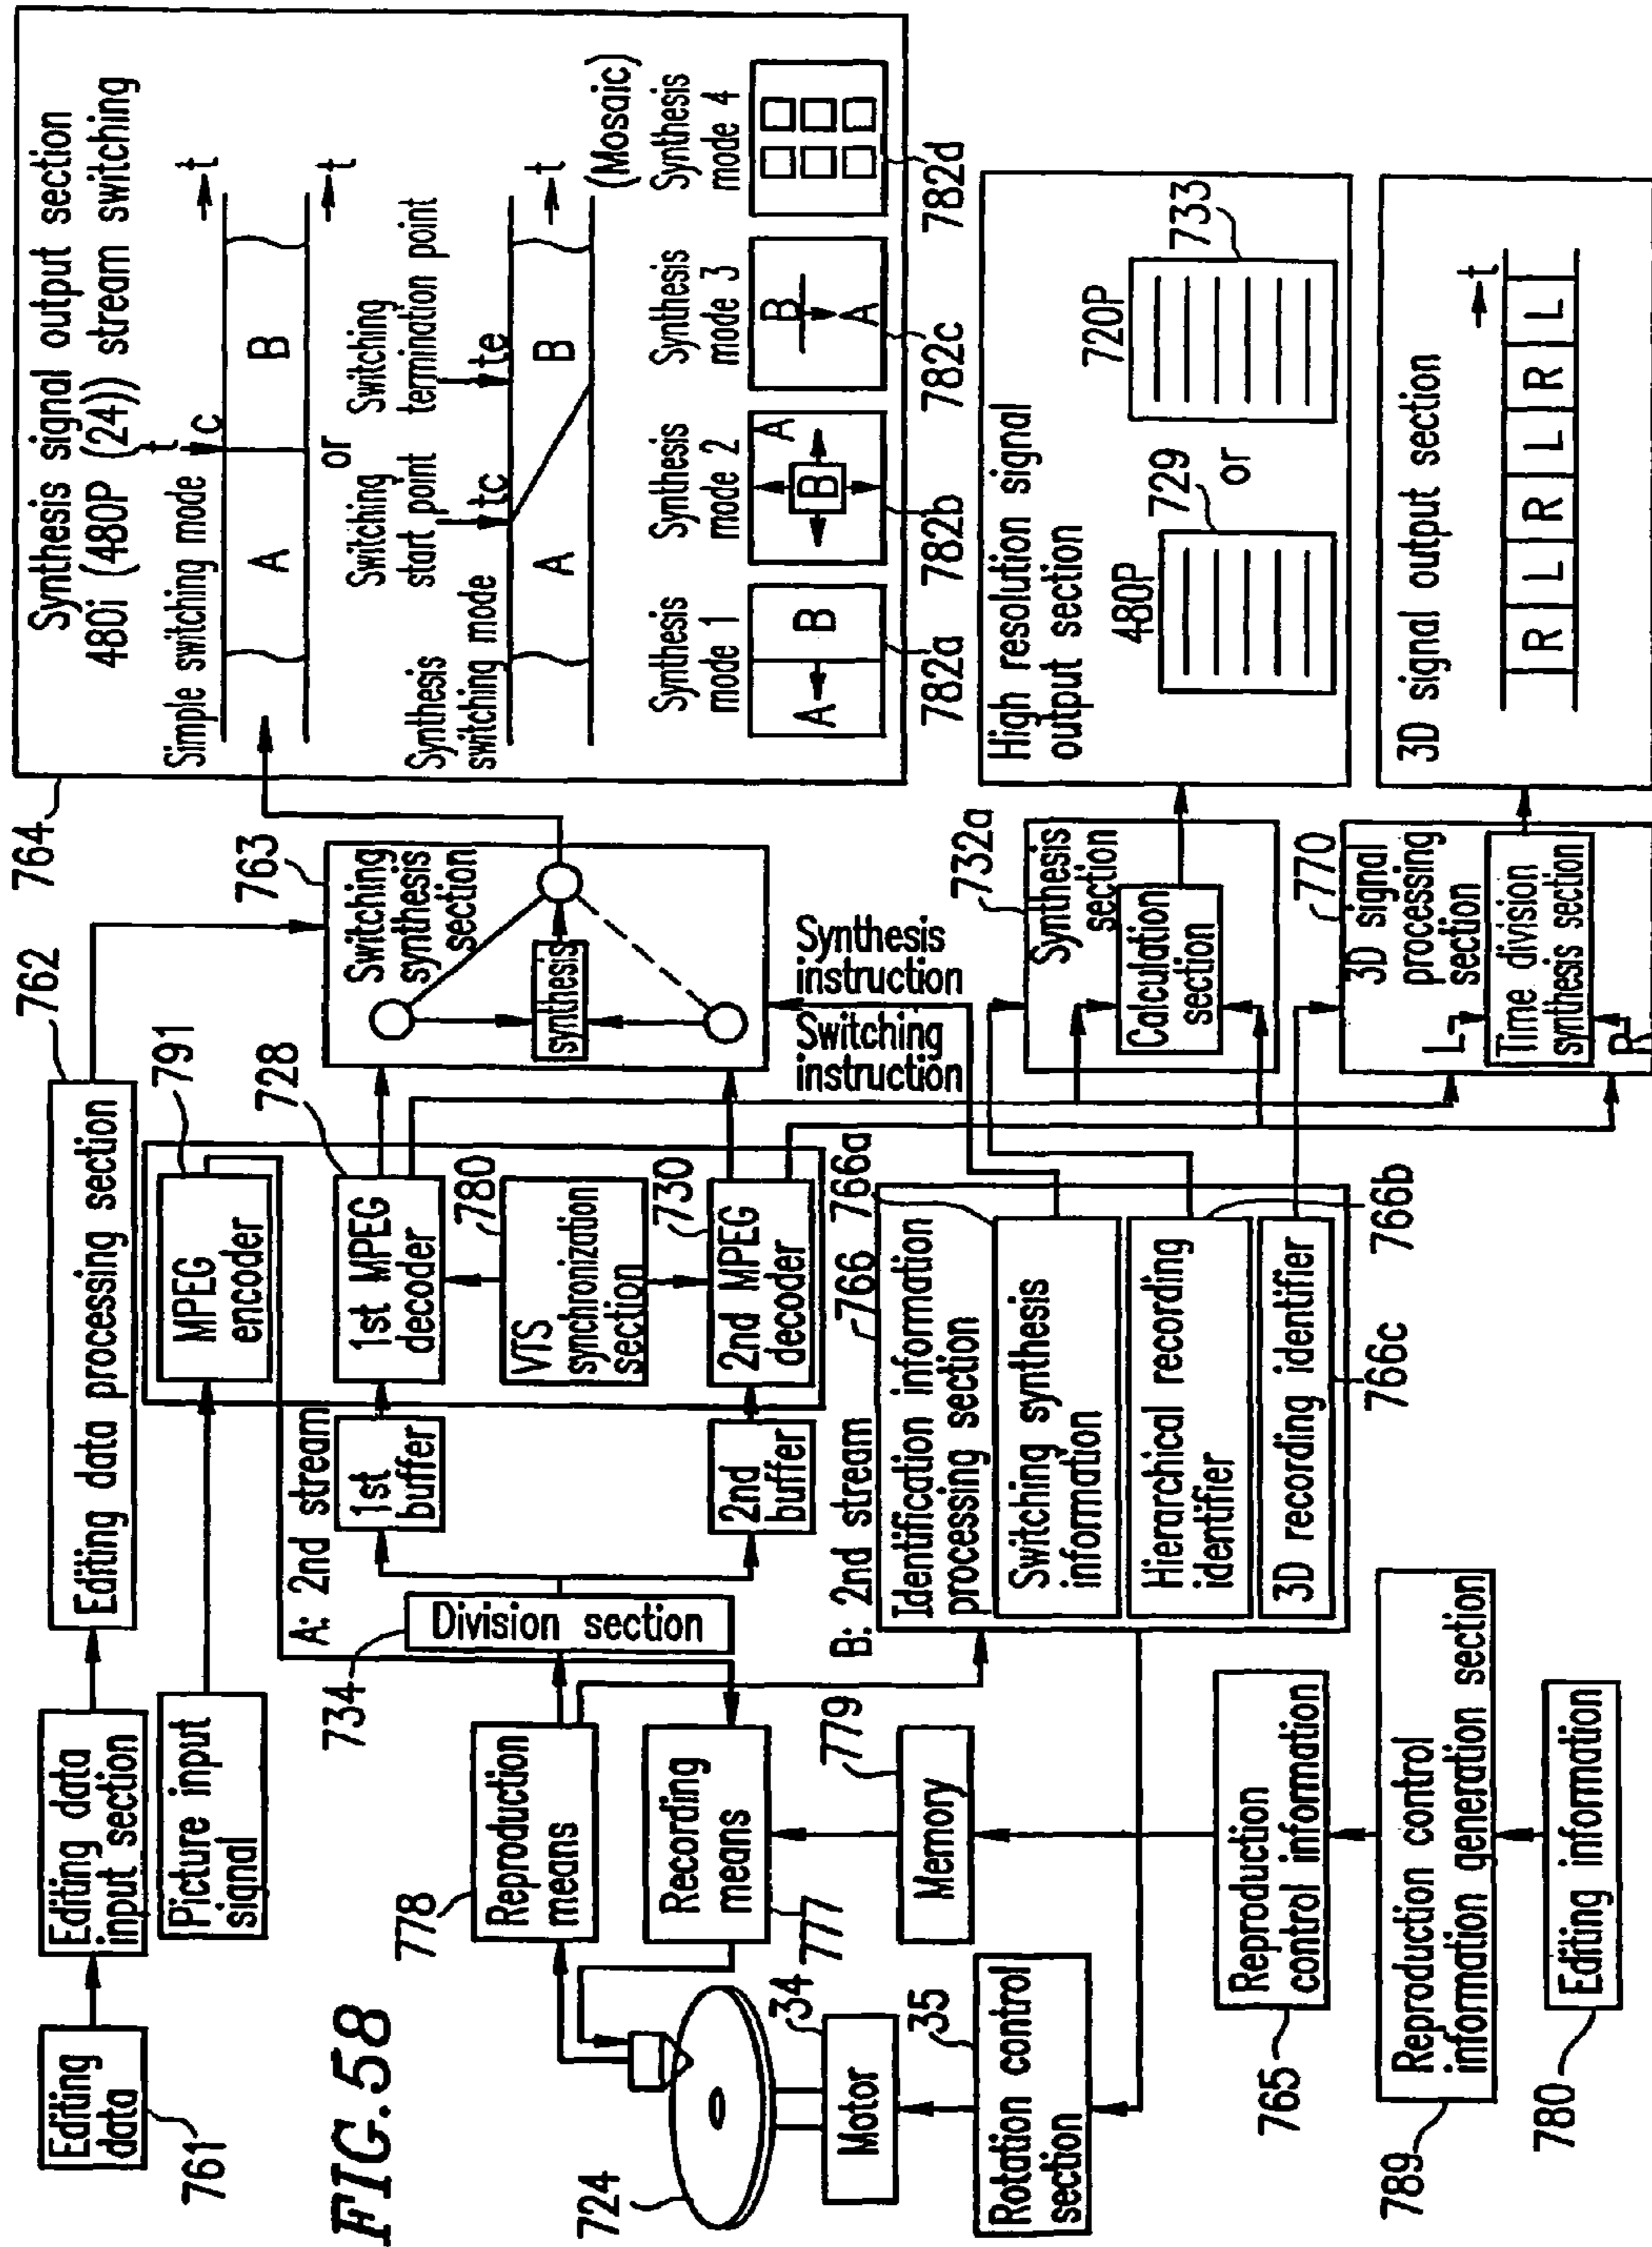 FIG.58
Editing
data
761
Editing data
input section
Editing data processing section
762
Picture input
signal
MPEG
encoder
791
A: 2nd stream
1st
buffer
1st MPEG
decoder
728
VTS
synchronization
section
780
2nd
buffer
2nd MPEG
decoder
730
B: 2nd stream
Division section
734
Reproduction
means
778
Recording
means
777
724
Motor
34
Rotation control
section
35
Memory
779
Reproduction
control information
765
Reproduction control
information generation section
789
Editing information
780
Identification information
processing section
766
Switching synthesis
information
766a
Hierarchical recording
identifier
766b
3D recording identifier
766c
Switching
synthesis
section
763
synthesis
Synthesis
instruction
Switching
instruction
Synthesis
section
732a
Calculation
section
3D signal
processing
section
770
L
Time division
synthesis section
R
764
Synthesis signal output section
480i (480P (24)) stream switching
Simple switching mode
t
c
t
A
B
t
or
Synthesis
switching mode
Switching
start point
tc
Switching
termination point
te
A
B
t
Synthesis
mode 1
A
B
782a
Synthesis
mode 2
A
B
782b
Synthesis
mode 3
B
A
782c
(Mosaic)
Synthesis
mode 4
782d
High resolution signal
output section
480P
729
or
720P
733
3D signal output section
t
R L R L R L